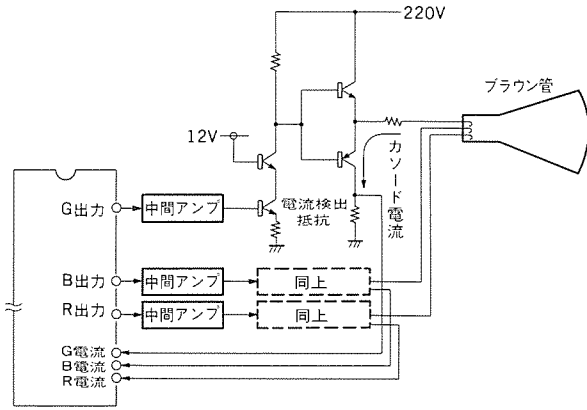 220V
ブラウン管
12V
カソード電流
電流検出
抵抗
G出力
中間アンプ
B出力
中間アンプ
同上
R出力
中間アンプ
同上
G電流
B電流
R電流